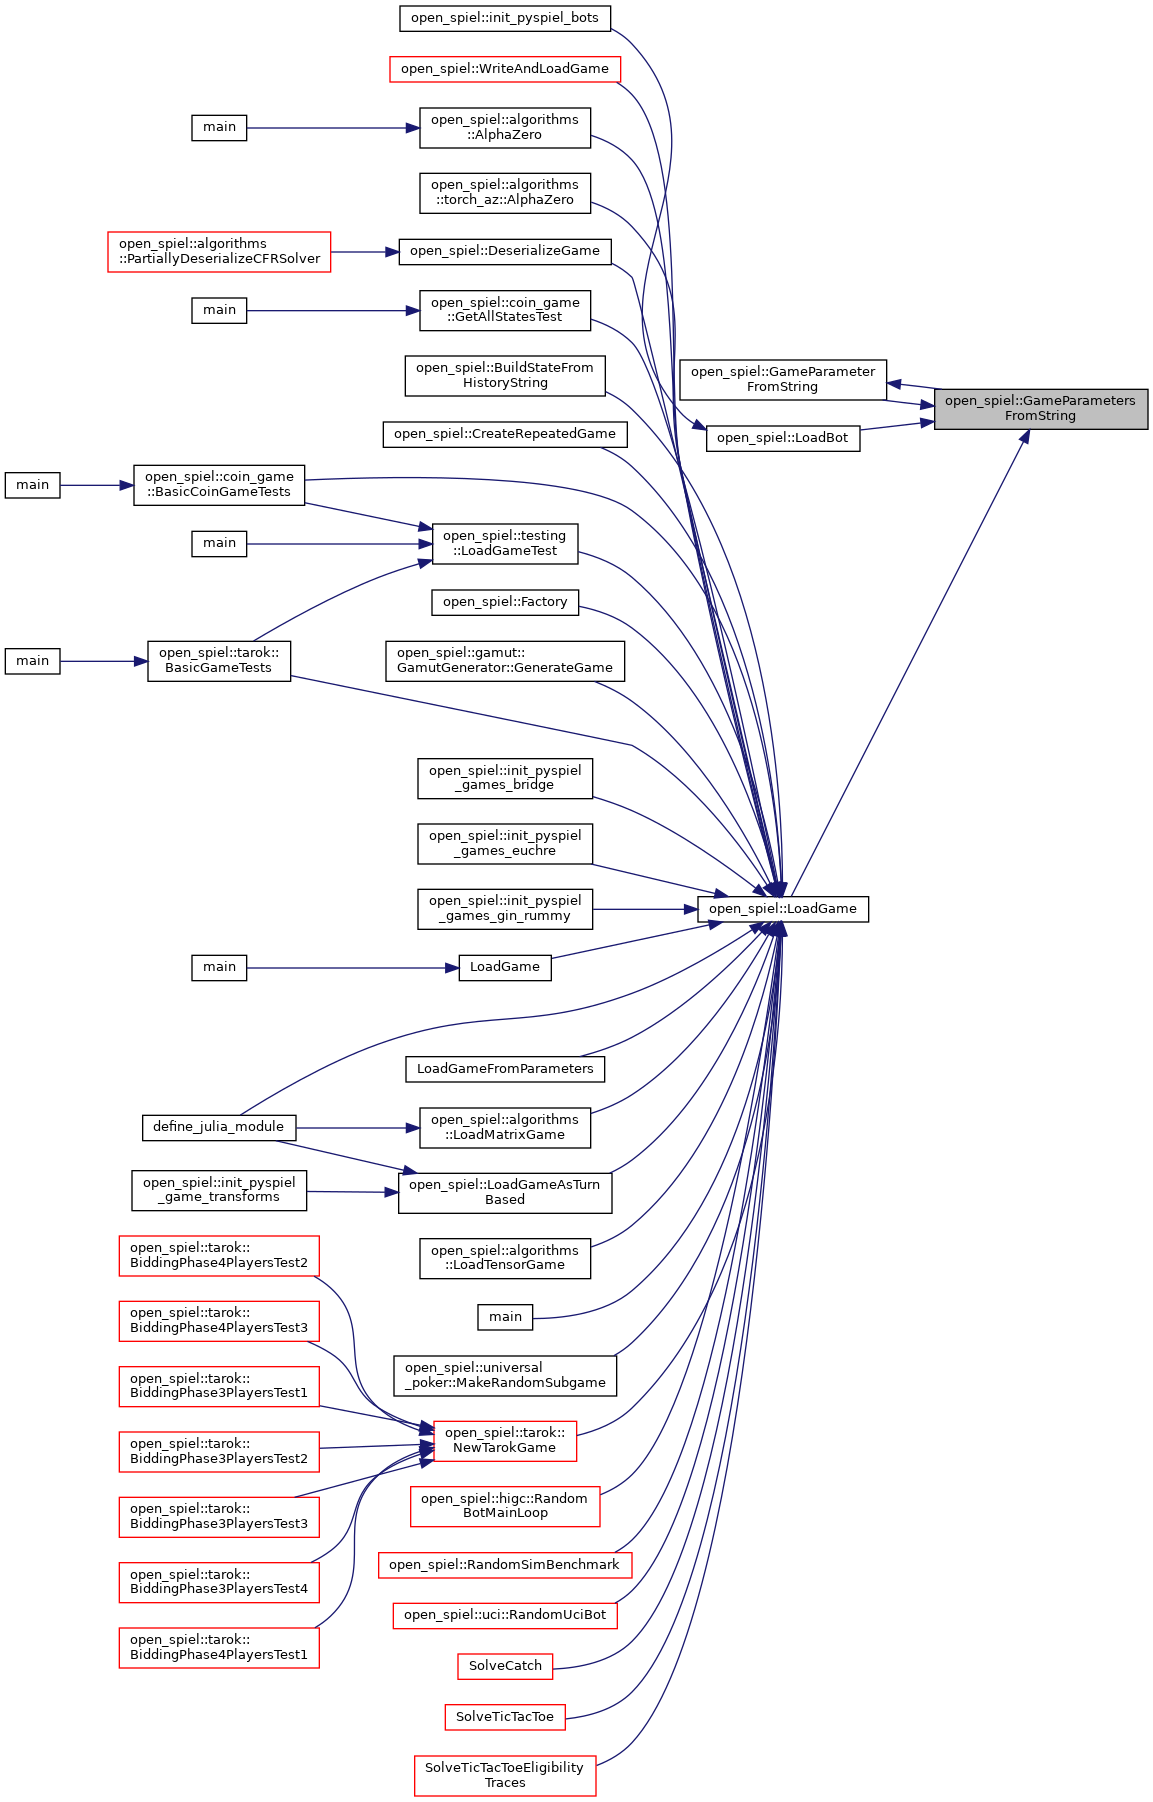 open_spiel::init_pyspiel_bots
open_spiel::WriteAndLoadGame
open_spiel::algorithms
::AlphaZero
main
open_spiel::algorithms
::torch_az::AlphaZero
open_spiel::algorithms
::PartiallyDeserializeCFRSolver
open_spiel::DeserializeGame
main
open_spiel::coin_game
::GetAllStatesTest
open_spiel::BuildStateFrom
HistoryString
open_spiel::GameParameter
FromString
open_spiel::GameParameters
FromString
open_spiel::CreateRepeatedGame
open_spiel::LoadBot
main
open_spiel::coin_game
::BasicCoinGameTests
main
open_spiel::testing
::LoadGameTest
open_spiel::Factory
main
open_spiel::tarok::
BasicGameTests
open_spiel::gamut::
GamutGenerator::GenerateGame
open_spiel::init_pyspiel
_games_bridge
open_spiel::init_pyspiel
_games_euchre
open_spiel::init_pyspiel
_games_gin_rummy
open_spiel::LoadGame
main
LoadGame
LoadGameFromParameters
define_julia_module
open_spiel::algorithms
::LoadMatrixGame
open_spiel::init_pyspiel
_game_transforms
open_spiel::LoadGameAsTurn
Based
open_spiel::tarok::
BiddingPhase4PlayersTest2
open_spiel::algorithms
::LoadTensorGame
open_spiel::tarok::
BiddingPhase4PlayersTest3
main
open_spiel::tarok::
BiddingPhase3PlayersTest1
open_spiel::universal
_poker::MakeRandomSubgame
open_spiel::tarok::
BiddingPhase3PlayersTest2
open_spiel::tarok::
NewTarokGame
open_spiel::tarok::
BiddingPhase3PlayersTest3
open_spiel::higc::Random
BotMainLoop
open_spiel::tarok::
BiddingPhase3PlayersTest4
open_spiel::RandomSimBenchmark
open_spiel::uci::RandomUciBot
open_spiel::tarok::
BiddingPhase4PlayersTest1
SolveCatch
SolveTicTacToe
SolveTicTacToeEligibility
Traces